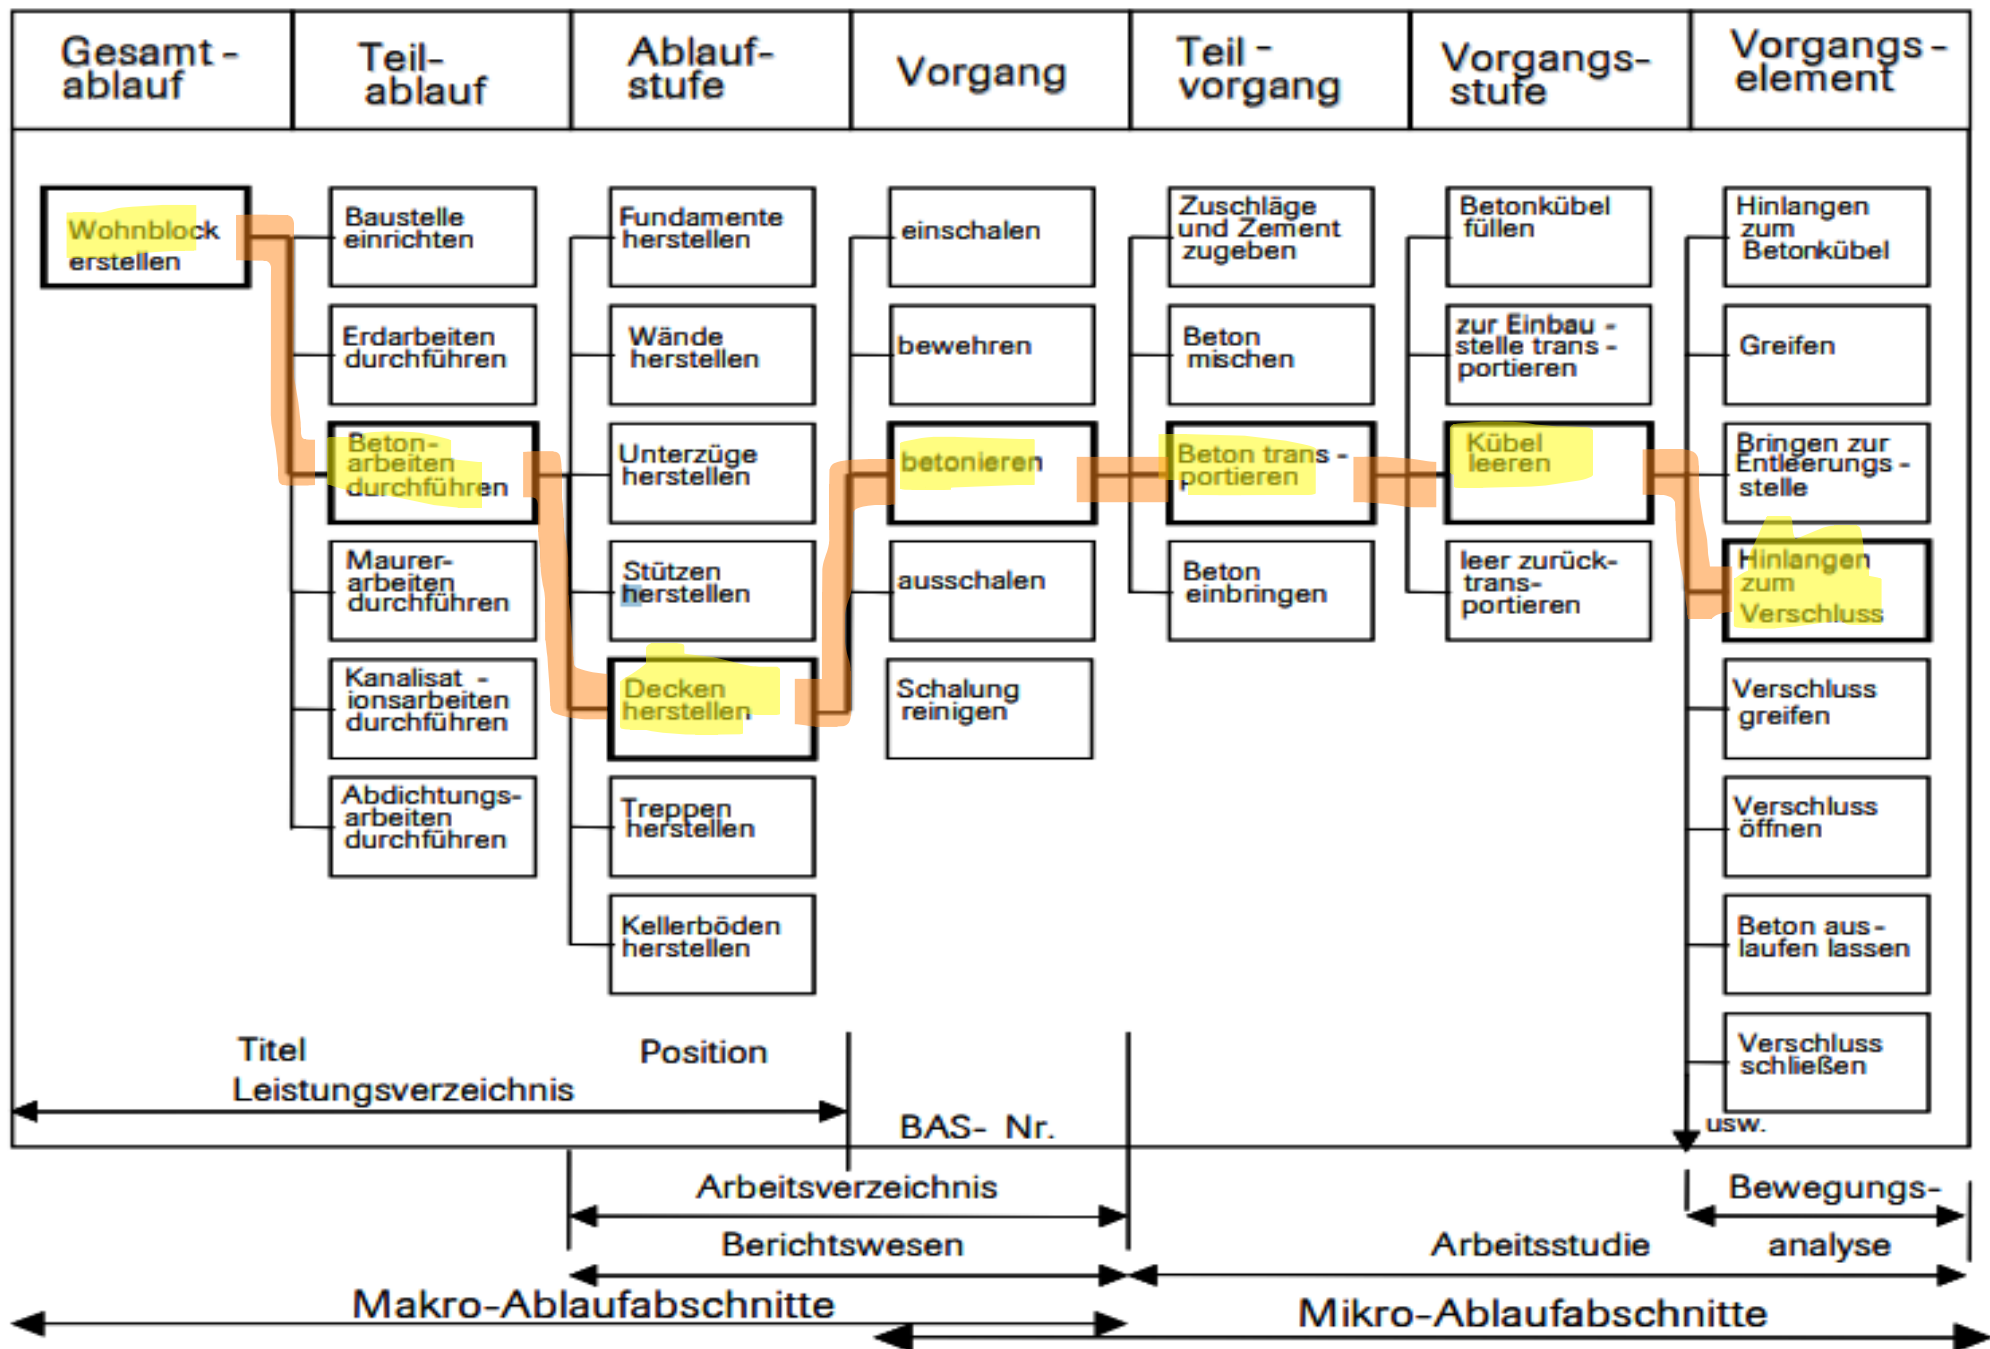 Gesamt-
ablauf
Teil-
ablauf
Ablauf-
stufe
Vorgang
Teil-
vorgang
Vorgangs-
stufe
Vorgangs-
element
Wohnblock
erstellen
Baustelle
einrichten
Erdarbeiten
durchführen
Beton-
arbeiten
durchführen
Maurer-
arbeiten
durchführen
Kanalisat-
ionsarbeiten
durchführen
Abdichtungs-
arbeiten
durchführen
Fundamente
herstellen
Wände
herstellen
Unterzüge
herstellen
Stützen
herstellen
Decken
herstellen
Treppen
herstellen
Kellerböden
herstellen
einschalen
bewehren
betonieren
ausschalen
Schalung
reinigen
Zuschläge
und Zement
zugeben
Beton
mischen
Beton trans-
portieren
Beton
einbringen
Betonkübel
füllen
zur Einbau-
stelle trans-
portieren
Kübel
leeren
leer zurück-
trans-
portieren
Hinlangen
zum
Betonkübel
Greifen
Bringen zur
Entleerungs-
stelle
Hinlangen
zum
Verschluss
Verschluss
greifen
Verschluss
öffnen
Beton aus-
laufen lassen
Verschluss
schließen
usw.
Titel
Position
Leistungsverzeichnis
BAS- Nr.
Arbeitsverzeichnis
Bewegungs-
analyse
Berichtswesen
Arbeitsstudie
Makro-Ablaufabschnitte
Mikro-Ablaufabschnitte